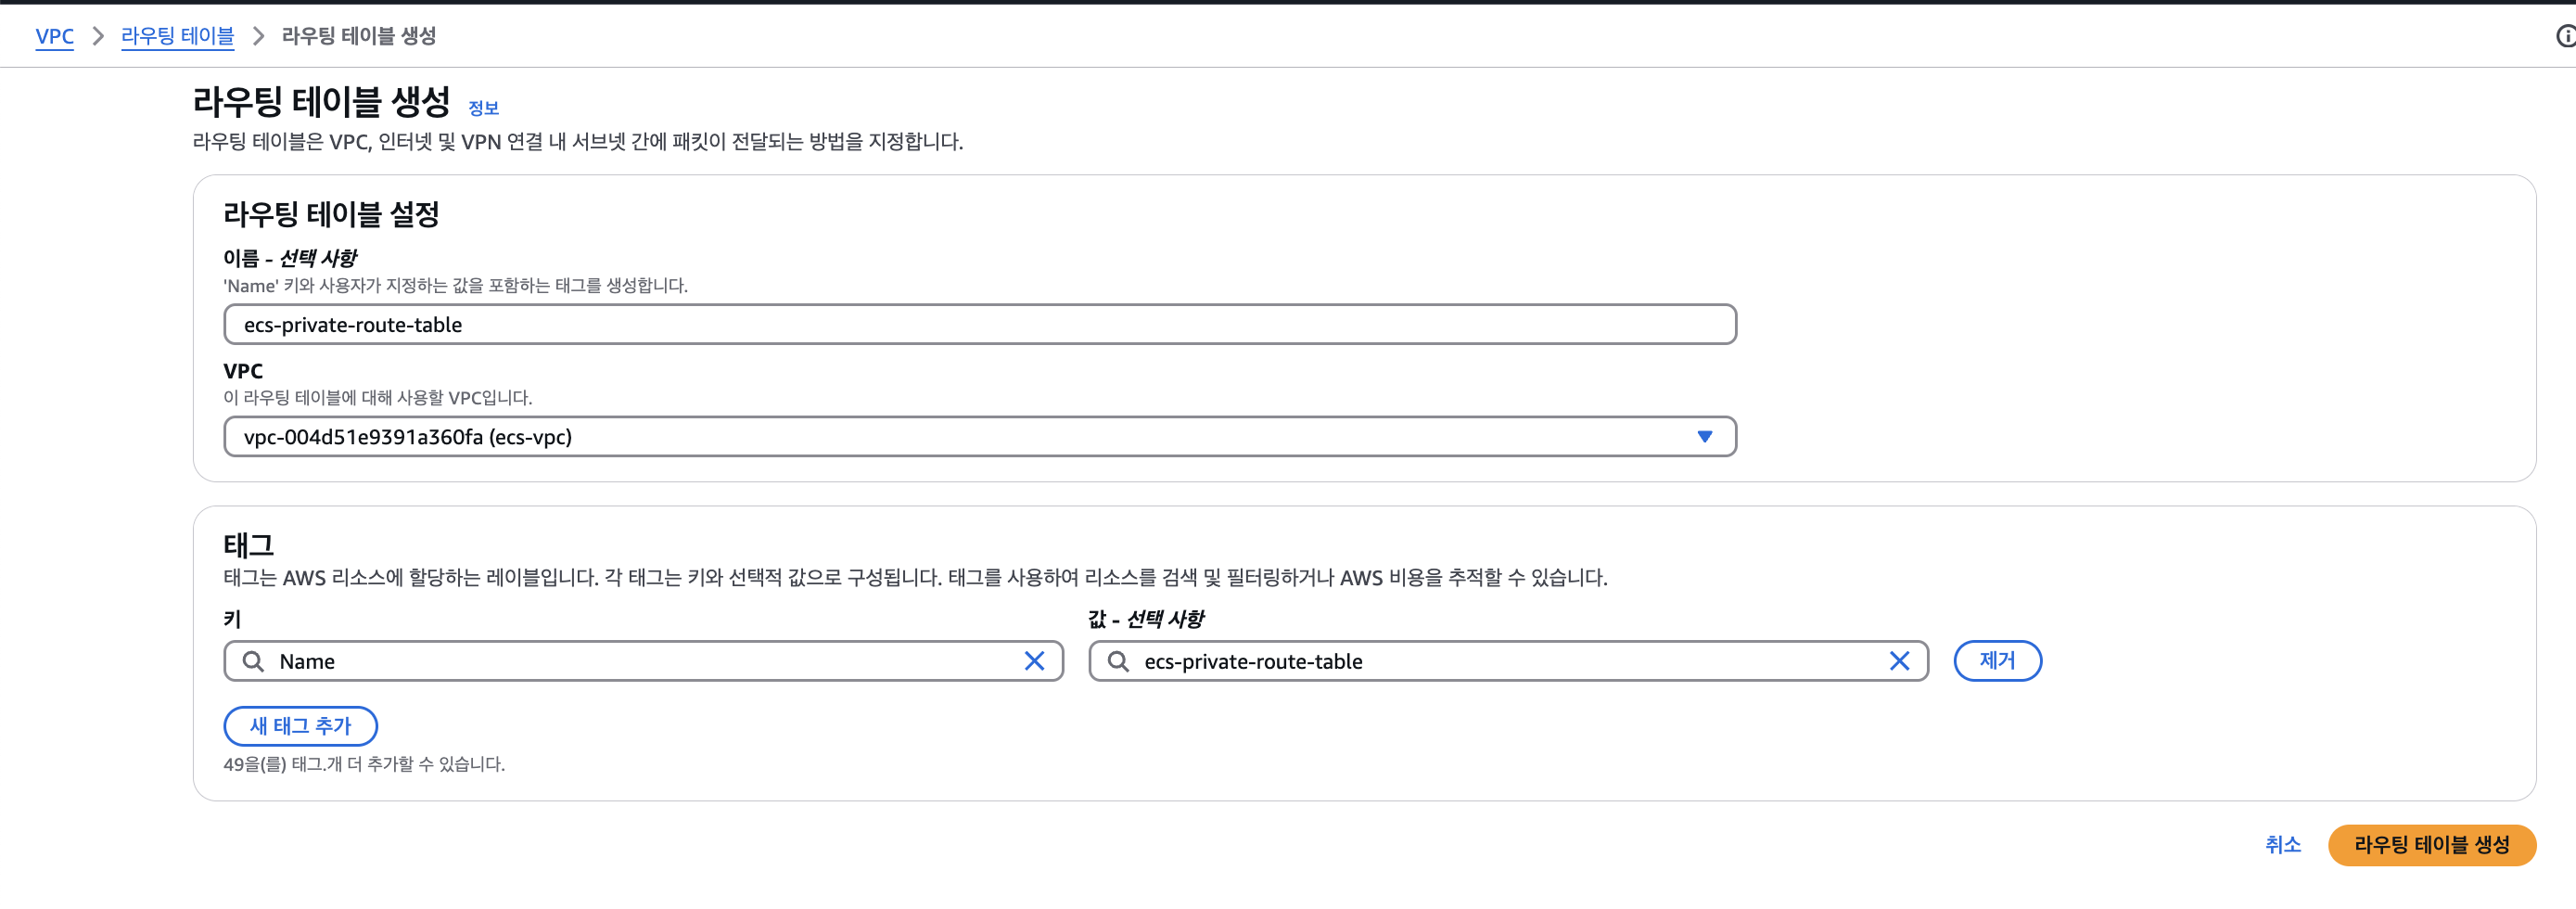 VPC > 라우팅 테이블 > 라우팅 테이블 생성
라우팅 테이블 생성 정보
라우팅 테이블은 VPC, 인터넷 및 VPN 연결 내 서브넷 간에 패킷이 전달되는 방법을 지정합니다.
라우팅 테이블 설정
이름 - 선택 사항
'Name' 키와 사용자가 지정하는 값을 포함하는 태그를 생성합니다.
ecs-private-route-table
VPC
이 라우팅 테이블에 대해 사용할 VPC입니다.
vpc-004d51e9391a360fa (ecs-vpc)
태그
태그는 AWS 리소스에 할당하는 레이블입니다. 각 태그는 키와 선택적 값으로 구성됩니다. 태그를 사용하여 리소스를 검색 및 필터링하거나 AWS 비용을 추적할 수 있습니다.
키 값 - 선택 사항
Name ecs-private-route-table 제거
새 태그 추가
49을(를) 태그.개 더 추가할 수 있습니다.
취소 라우팅 테이블 생성